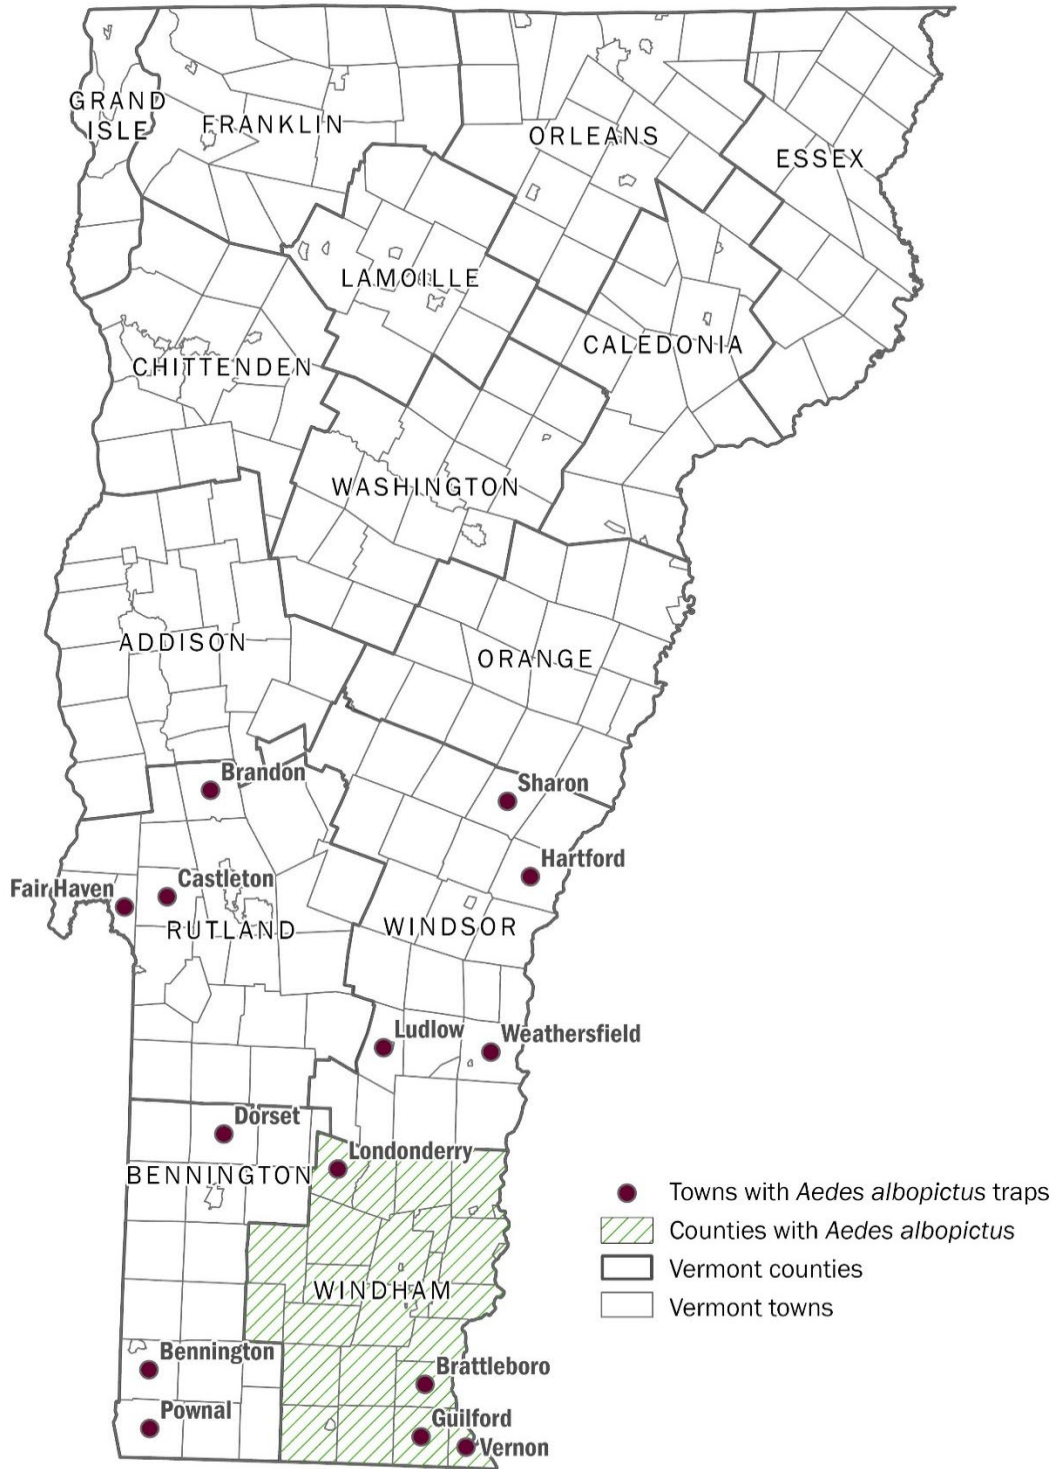 GRAND
ISLE
FRANKLIN
ORLEANS
ESSEX
LAMOILLE
CALEDONIA
CHITTENDEN
WASHINGTON
ADDISON
ORANGE
Brandon
Sharon
Hartford
Castleton
Fair Haven
RUTLAND
WINDSOR
Ludlow
Weathersfield
Dorset
Londonderry
BENNINGTON
Towns with Aedes albopictus traps
Counties with Aedes albopictus
Vermont counties
Vermont towns
WINDHAM
Bennington
Brattleboro
Pownal
Guilford
Vernon